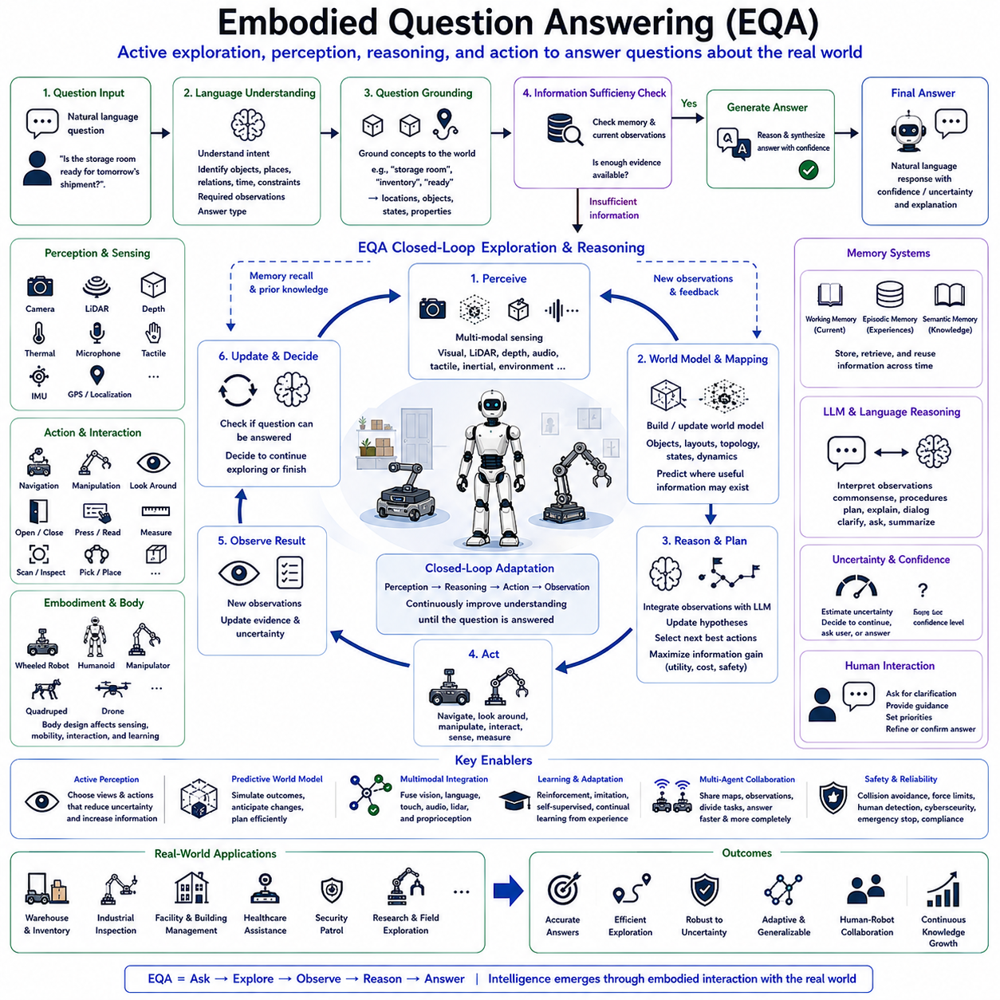 Embodied Question Answering (EQA)
Active exploration, perception, reasoning, and action to answer questions about the real world
1. Question Input
Natural language
question
"Is the storage room
ready for tomorrow's
shipment?".
2. Language Understanding
Understand intent
Identify objects, places,
relations, time, constraints
Required observations
Answer type
3. Question Grounding
Ground concepts to the world
e.g., "storage room",
"inventory", "ready"
→ locations, objects,
states, properties
4. Information Sufficiency Check
Check memory &
current observations
Is enough evidence
available?
Yes
Insufficient
information
Generate Answer
Q
A
Reason & synthesize
answer with confidence
Final Answer
Natural language
response with
confidence / uncertainty
and explanation
Perception & Sensing
Camera
LiDAR
Depth
Thermal
Microphone
Tactile
IMU
GPS / Localization
...
Action & Interaction
Navigation
Manipulation
Look Around
Open / Close
Press / Read
Measure
Scan / Inspect
Pick / Place
...
Embodiment & Body
Wheeled Robot
Humanoid
Manipulator
Quadruped
Drone
...
Body design affects sensing,
mobility, interaction, and learning
EQA Closed-Loop Exploration & Reasoning
Memory recall
& prior knowledge
New observations
& feedback
1. Perceive
...
Multi-modal sensing
Visual, LiDAR, depth, audio,
tactile, inertial, environment ...
2. World Model & Mapping
Build / update world model
Objects, layouts, topology,
states, dynamics
Predict where useful
information may exist
3. Reason & Plan
Integrate observations with LLM
Update hypotheses
Select next best actions
Maximize information gain
(utility, cost, safety)
4. Act
Navigate, look around,
manipulate, interact,
sense, measure
5. Observe Result
New observations
Update evidence &
uncertainty
6. Update & Decide
Check if question can
be answered
Decide to continue
exploring or finish
Closed-Loop Adaptation
Perception → Reasoning → Action → Observation
Continuously improve understanding
until the question is answered
Memory Systems
Working Memory
(Current)
Episodic Memory
(Experiences)
Semantic Memory
(Knowledge)
Store, retrieve, and reuse
information across time
LLM & Language Reasoning
Interpret observations
commonsense, procedures
plan, explain, dialog
clarify, ask, summarize
Uncertainty & Confidence
Estimate uncertainty
Decide to continue,
ask user, or answer
?
confidence level
Human Interaction
Ask for clarification
Provide guidance
Set priorities
Refine or confirm answer
Key Enablers
Active Perception
Choose views & actions
that reduce uncertainty
and increase information
Predictive World Model
Simulate outcomes,
anticipate changes,
plan efficiently
Multimodal Integration
Fuse vision, language,
touch, audio, lidar,
and proprioception
Learning & Adaptation
Reinforcement, imitation,
self-supervised, continual
learning from experience
Multi-Agent Collaboration
Share maps, observations,
divide tasks, answer
faster & more completely
Safety & Reliability
Collision avoidance, force limits,
human detection, cybersceurity,
emergency stop, compliance
Real-World Applications
Warehouse
& Inventory
Industrial
Inspection
Facility & Building
Management
Healthcare
Assistance
Security
Patrol
Research & Field
Exploration
...
Outcomes
Accurate
Answers
Efficient
Exploration
Robust to
Uncertainty
Adaptive &
Generalizable
Human-Robot
Collaboration
Continuous
Knowledge
Growth
EQA = Ask → Explore → Observe → Reason → Answer | Intelligence emerges through embodied interaction with the real world